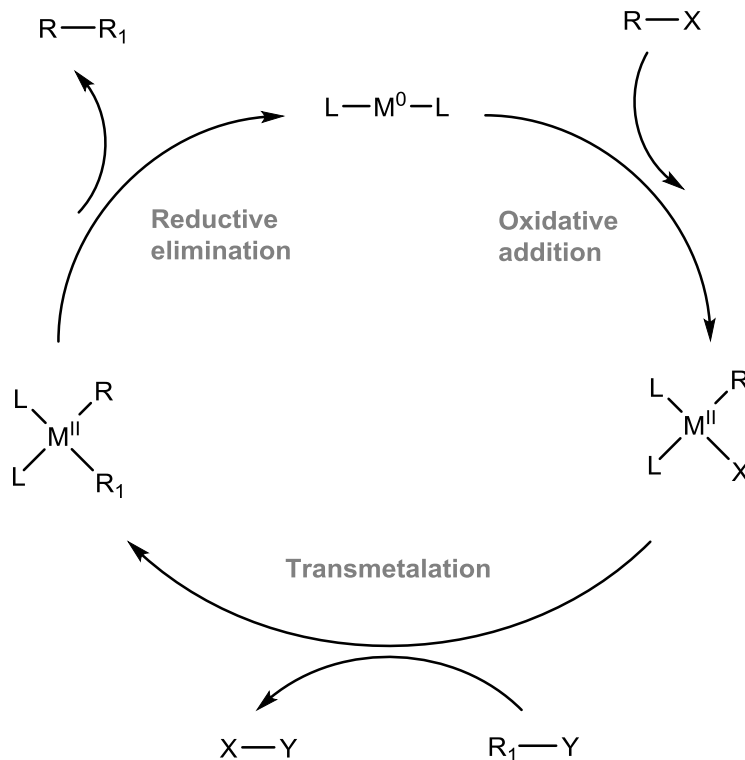 R—R₁
R—X
L—M⁰—L
Reductive
elimination
Oxidative
addition
L R
Mᴵᴵ
L R₁
L R
Mᴵᴵ
L X
Transmetalation
X—Y
R₁—Y